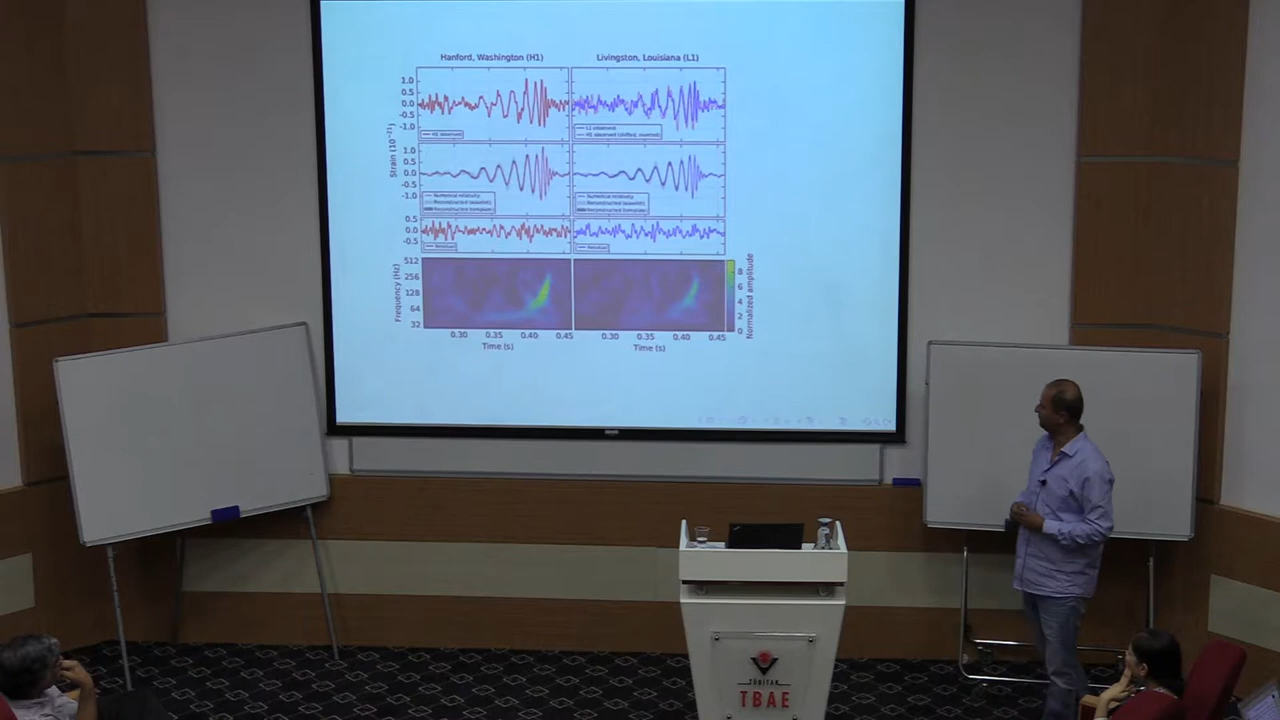 Hanford, Washington (H1)
Livingston, Louisiana (L1)
1.0
0.5
0.0
-0.5
-1.0
H1 observed
L1 observed
H1 observed (shifted, inverted)
Strain (10⁻²¹)
1.0
0.5
0.0
-0.5
-1.0
Numerical relativity
Reconstructed (wavelet)
Reconstructed (template)
Numerical relativity
Reconstructed (wavelet)
Reconstructed (template)
0.5
0.0
-0.5
Residual
Residual
Frequency (Hz)
512
256
128
64
32
8
6
4
2
0
Normalized amplitude
0.30 0.35 0.40 0.45
0.30 0.35 0.40 0.45
Time (s)
Time (s)
TÜBİTAK
TBAE